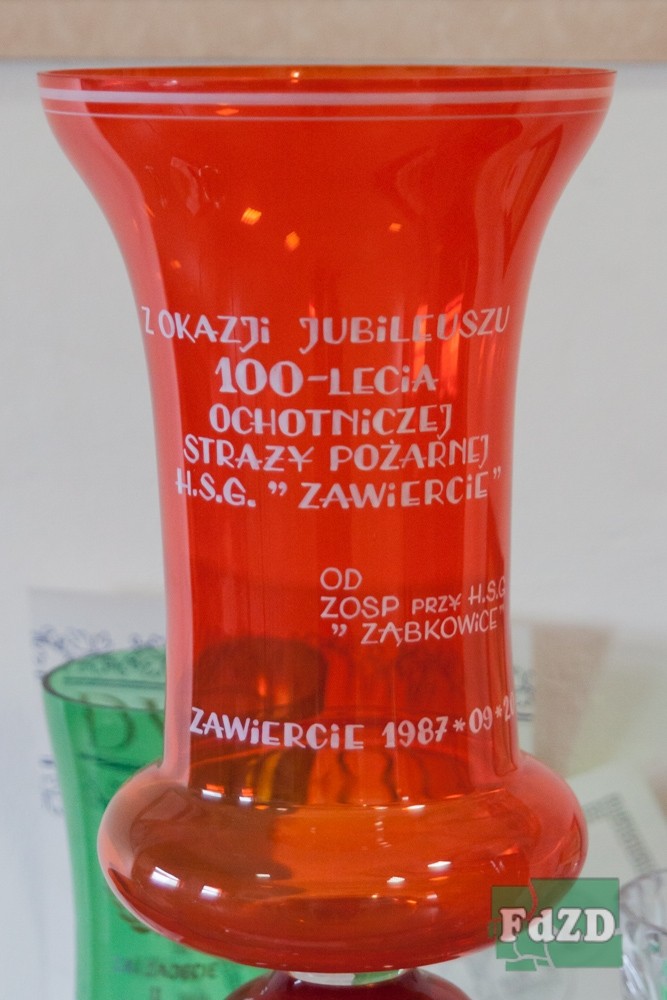 Z OKAZJi JUBiLEUSZU
100-LECiA
OCHOTNiCZEJ
STRAŻY POŻARNEJ
H.S.G. ” ZAWiERCiE”
OD
ZOSP PRZY H.S.G
” ZĄBKOWiCE”
ZAWiERCiE 1987*09*
FdZD